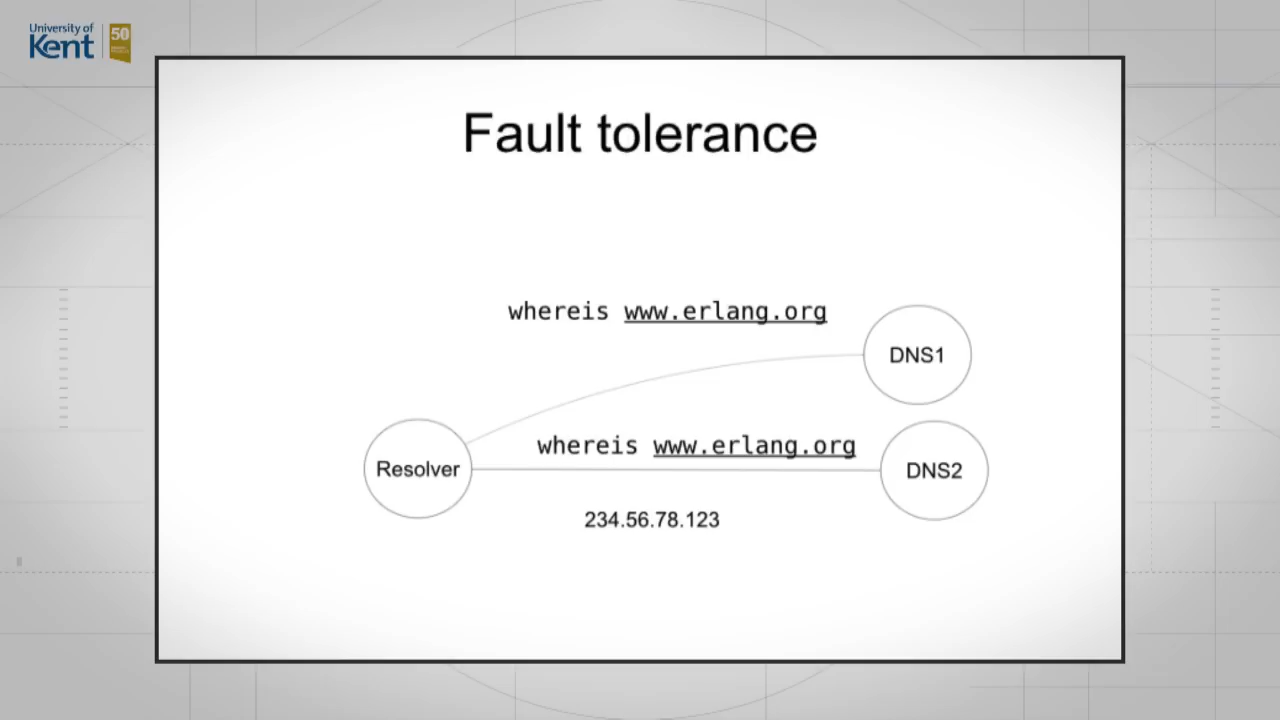 University of
Kent
50
Fault tolerance
whereis www.erlang.org
DNS1
whereis www.erlang.org
Resolver
DNS2
234.56.78.123